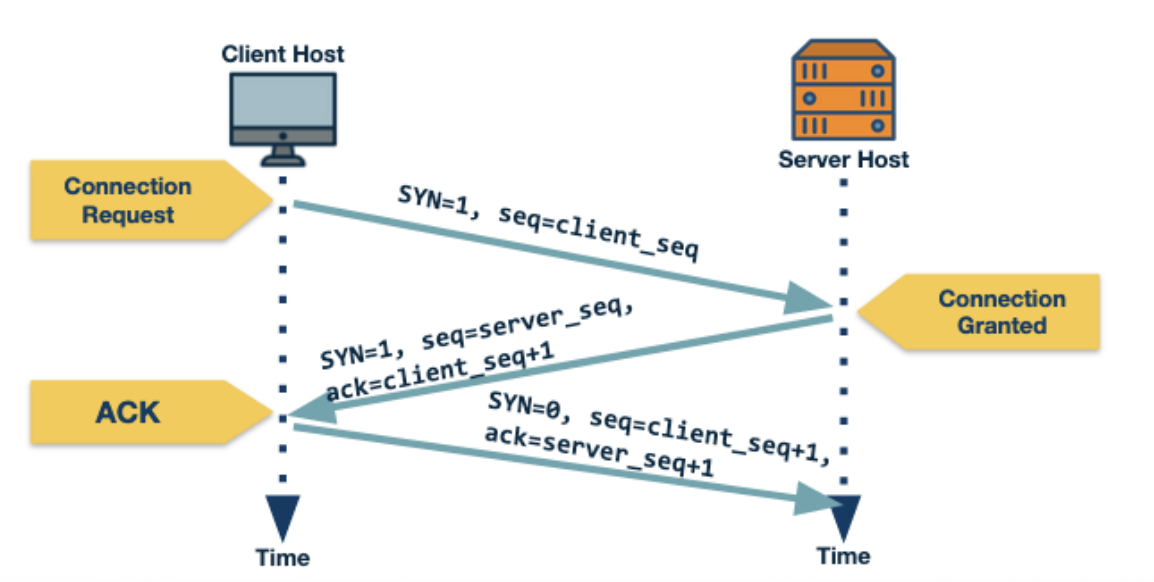 Client Host
Server Host
Connection
Request
SYN=1, seq=client_seq
Connection
Granted
SYN=1, seq=server_seq,
ack=client_seq+1
ACK
SYN=0, seq=client_seq+1,
ack=server_seq+1
Time
Time